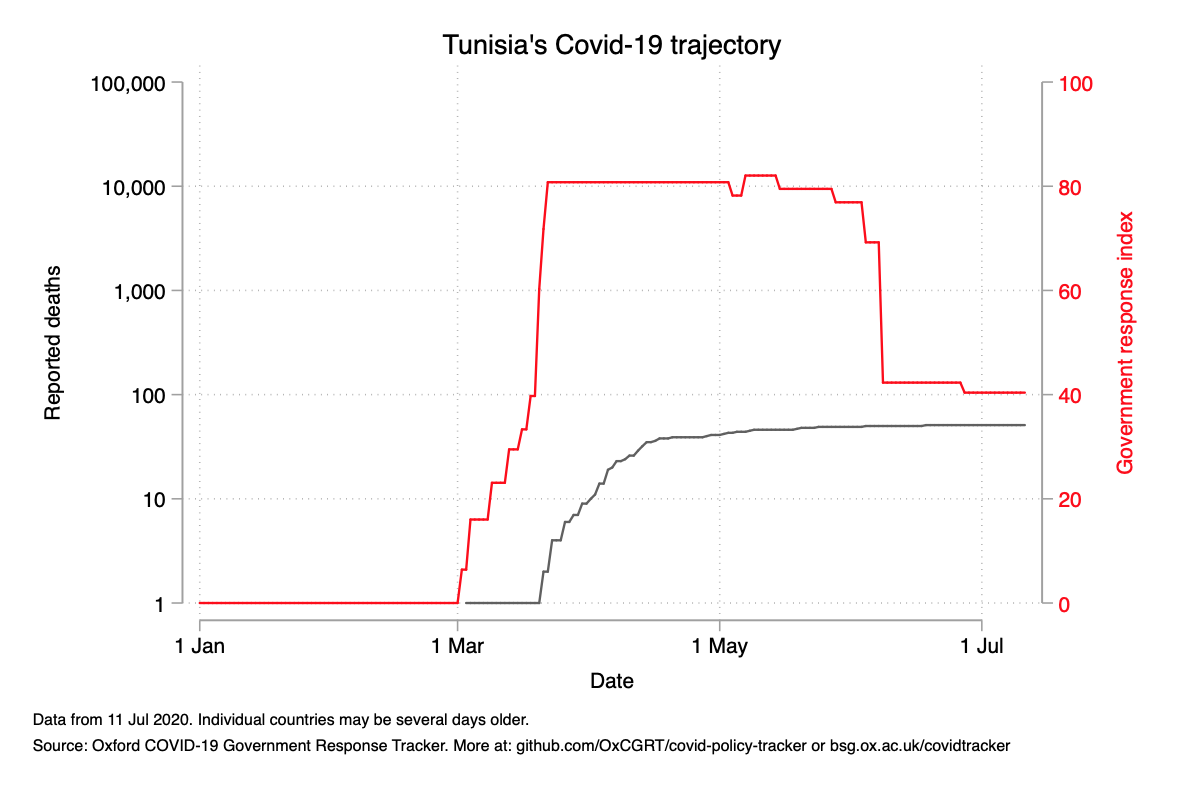 Tunisia's Covid-19 trajectory
100,000
10,000
1,000
100
10
1
Reported deaths
100
80
60
40
20
0
Government response index
1 Jan
1 Mar
1 May
1 Jul
Date
Data from 11 Jul 2020. Individual countries may be several days older.
Source: Oxford COVID-19 Government Response Tracker. More at: github.com/OxCGRT/covid-policy-tracker or bsg.ox.ac.uk/covidtracker